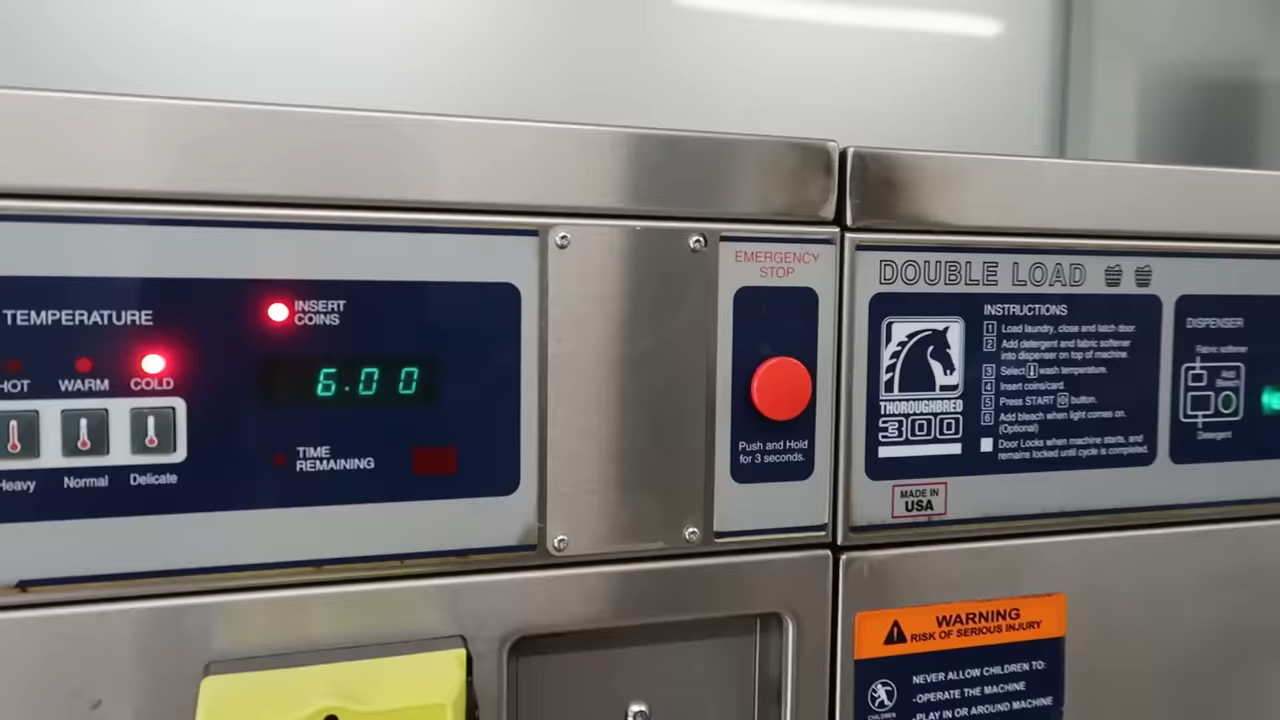 TEMPERATURE
HOT WARM COLD
Heavy Normal Delicate
INSERT
COINS
6.00
TIME
REMAINING
EMERGENCY
STOP
Push and Hold
for 3 seconds.
DOUBLE LOAD
THOROUGHBRED
300
INSTRUCTIONS
1 Load laundry, close and latch door.
2 Add detergent and fabric softener
into dispenser on top of machine.
3 Select wash temperature.
4 Insert coins/card.
5 Press START button.
6 Add bleach when light comes on.
(Optional)
Door Locks when machine starts, and
remains locked until cycle is completed.
DISPENSER
Fabric softener
Add
Bleach
Detergent
MADE IN
USA
WARNING
RISK OF SERIOUS INJURY
NEVER ALLOW CHILDREN TO:
-OPERATE THE MACHINE
-PLAY IN OR AROUND MACHINE
CHILDREN